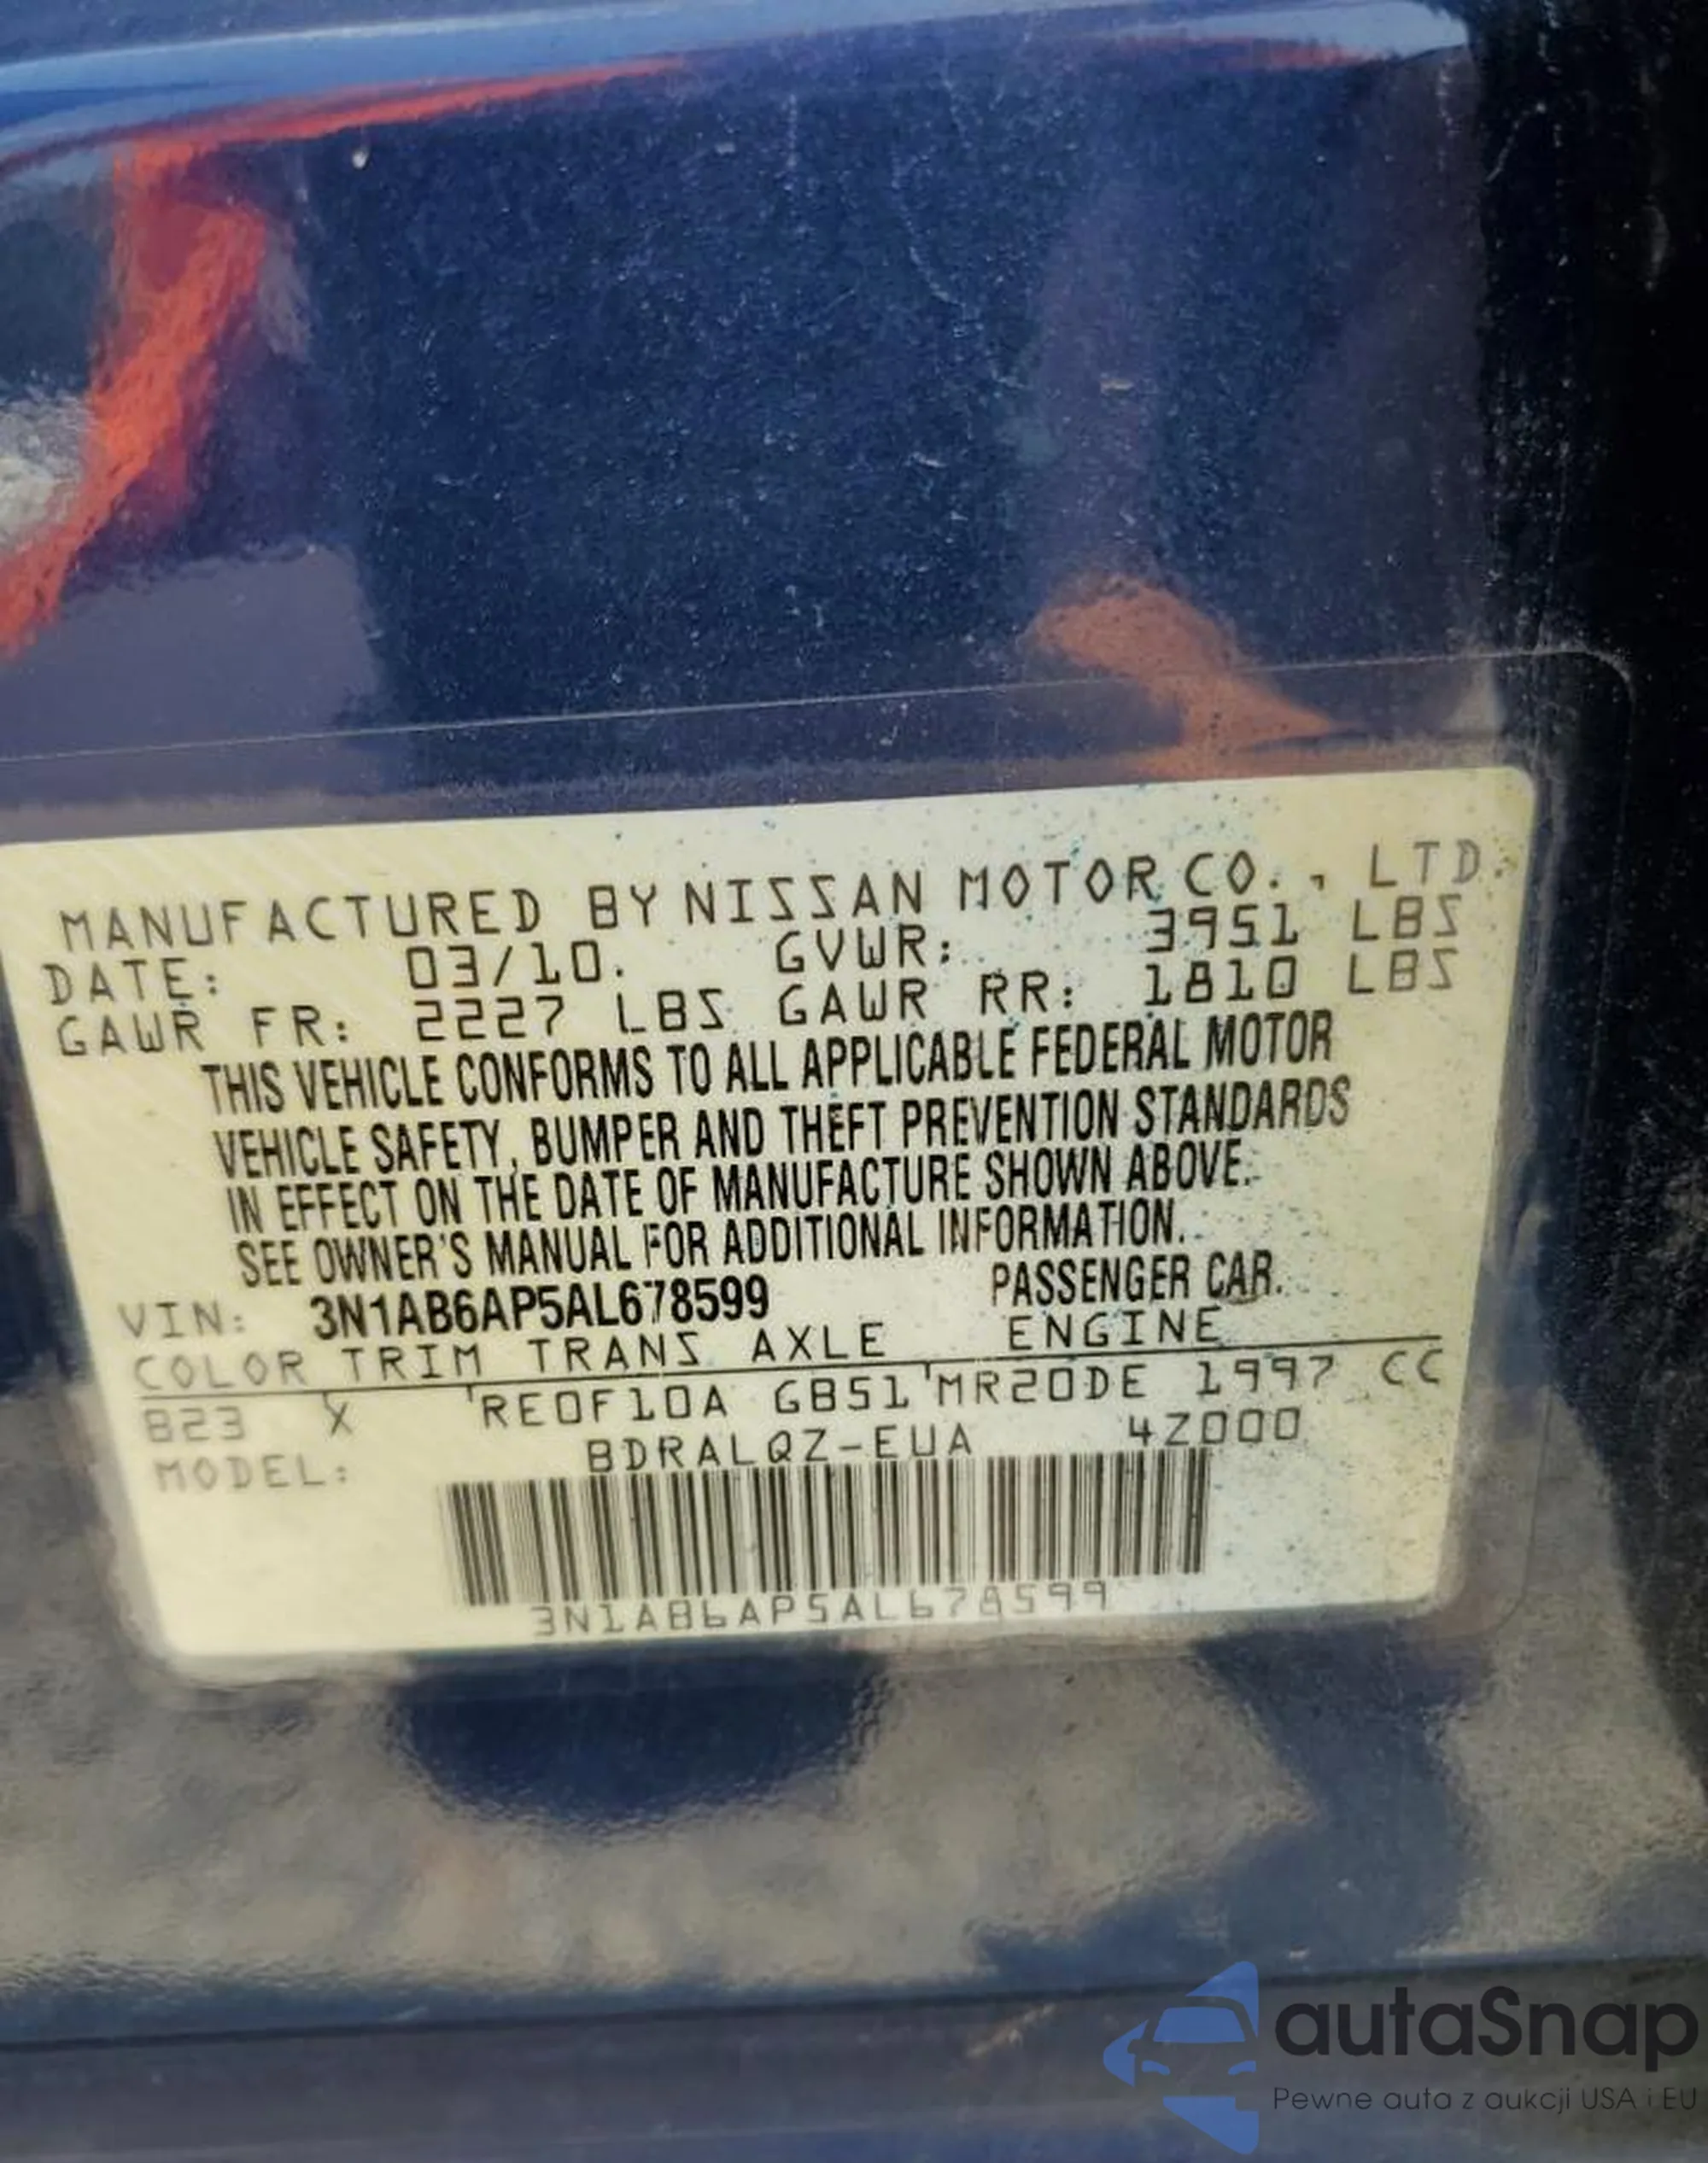 MANUFACTURED BY NISSAN MOTOR CO., LTD.
DATE: 03/10. GVWR: 3951 LBS
GAWR FR: 2227 LBS GAWR RR: 1810 LBS
THIS VEHICLE CONFORMS TO ALL APPLICABLE FEDERAL MOTOR
VEHICLE SAFETY, BUMPER AND THEFT PREVENTION STANDARDS
IN EFFECT ON THE DATE OF MANUFACTURE SHOWN ABOVE.
SEE OWNER'S MANUAL FOR ADDITIONAL INFORMATION.
VIN: 3N1AB6AP5AL678599 PASSENGER CAR.
COLOR TRIM TRANS AXLE ENGINE
B23 X RE0F10A GB51 MR20DE 1997 CC
MODEL: BDRALQZ-EUA 4Z000
3N1AB6AP5AL678599
autaSnap
Pewne auta z aukcji USA i EU